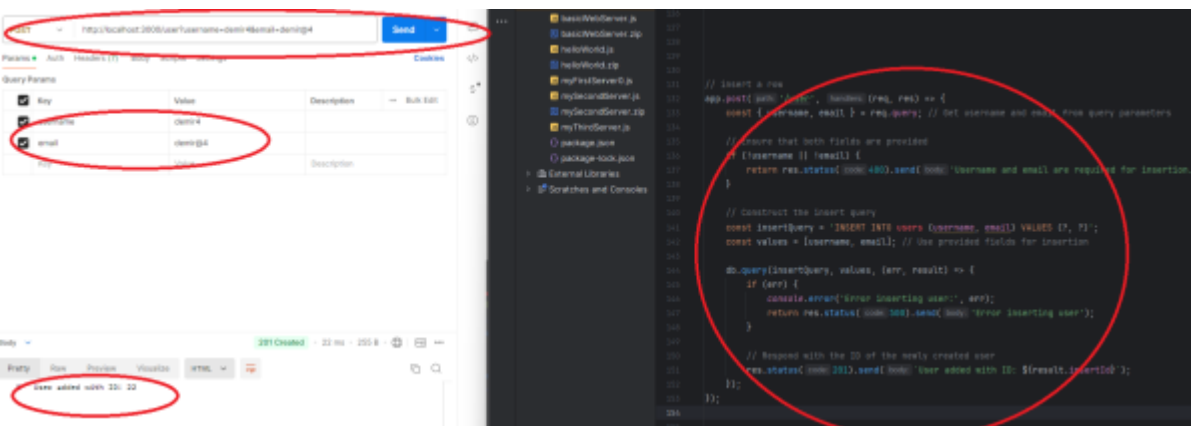 POST http://localhost:3000/user?username=demir4&email=demir@4 Send
Params Auth Headers (7) Body Scripts Settings Cookies
Query Params
Key Value Description Bulk Edit
username demir4
email demir@4
Key Value Description
Body 201 Created 22 ms 255 B
Pretty Raw Preview Visualize HTML
User added with ID: 22
basicWebServer.js
basicWebServer.zip
helloWorld.js
helloWorld.zip
myFirstServer0.js
mySecondServer.js
mySecondServer.zip
myThirdServer.js
package.json
package-lock.json
External Libraries
Scratches and Consoles
// insert a row
app.post( path: '/user', handlers: (req, res) => {
const { username, email } = req.query; // Get username and email from query parameters
// Ensure that both fields are provided
if (!username || !email) {
return res.status( code: 400).send( body: 'Username and email are required for insertion.
}
// Construct the insert query
const insertQuery = 'INSERT INTO users (username, email) VALUES (?, ?)';
const values = [username, email]; // Use provided fields for insertion
db.query(insertQuery, values, (err, result) => {
if (err) {
console.error('Error inserting user:', err);
return res.status( code: 500).send( body: 'Error inserting user');
}
// Respond with the ID of the newly created user
res.status( code: 201).send( body: `User added with ID: ${result.insertId}`);
});
});